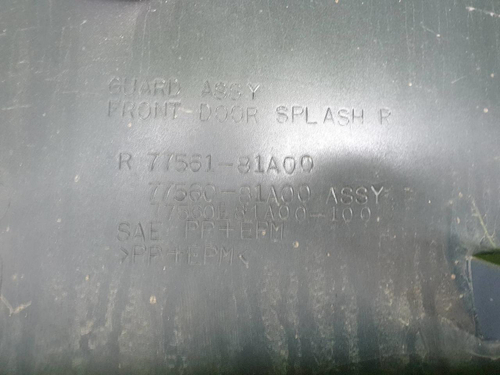 GUARD ASSY
FRONT DOOR SPLASH R
R 77561-81A00
77560-81A00 ASSY
SAE PP+EPM
>PP+EPM<